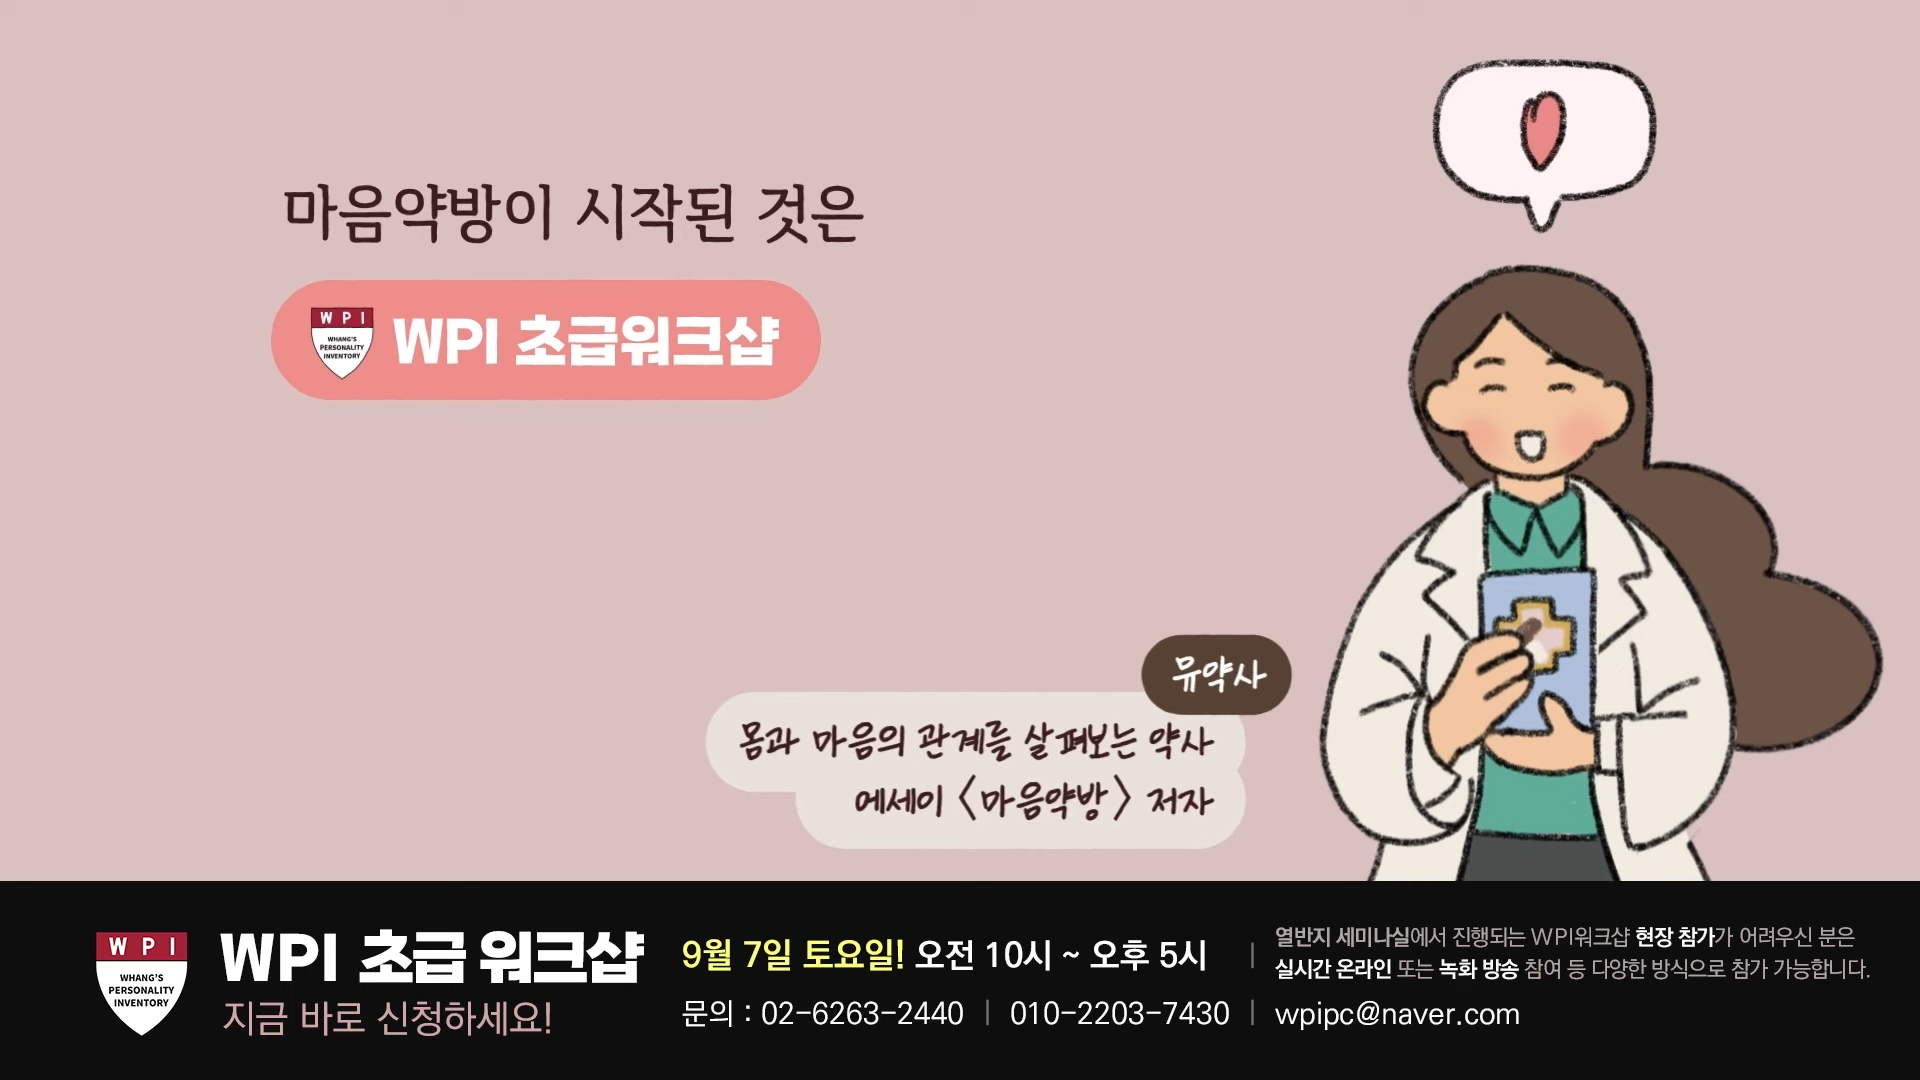 마음약방이 시작된 것은
WPI
WHANG'S
PERSONALITY
INVENTORY
WPI 초급워크샵
뮤약사
몸과 마음의 관계를 살펴보는 약사
에세이 〈마음약방〉 저자
WPI
WHANG'S
PERSONALITY
INVENTORY
WPI 초급 워크샵
지금 바로 신청하세요!
9월 7일 토요일! 오전 10시 ~ 오후 5시
문의 : 02-6263-2440 | 010-2203-7430 |
| 열반지 세미나실에서 진행되는 WPI워크샵 현장 참가가 어려우신 분은
실시간 온라인 또는 녹화 방송 참여 등 다양한 방식으로 참가 가능합니다.
wpipc@naver.com